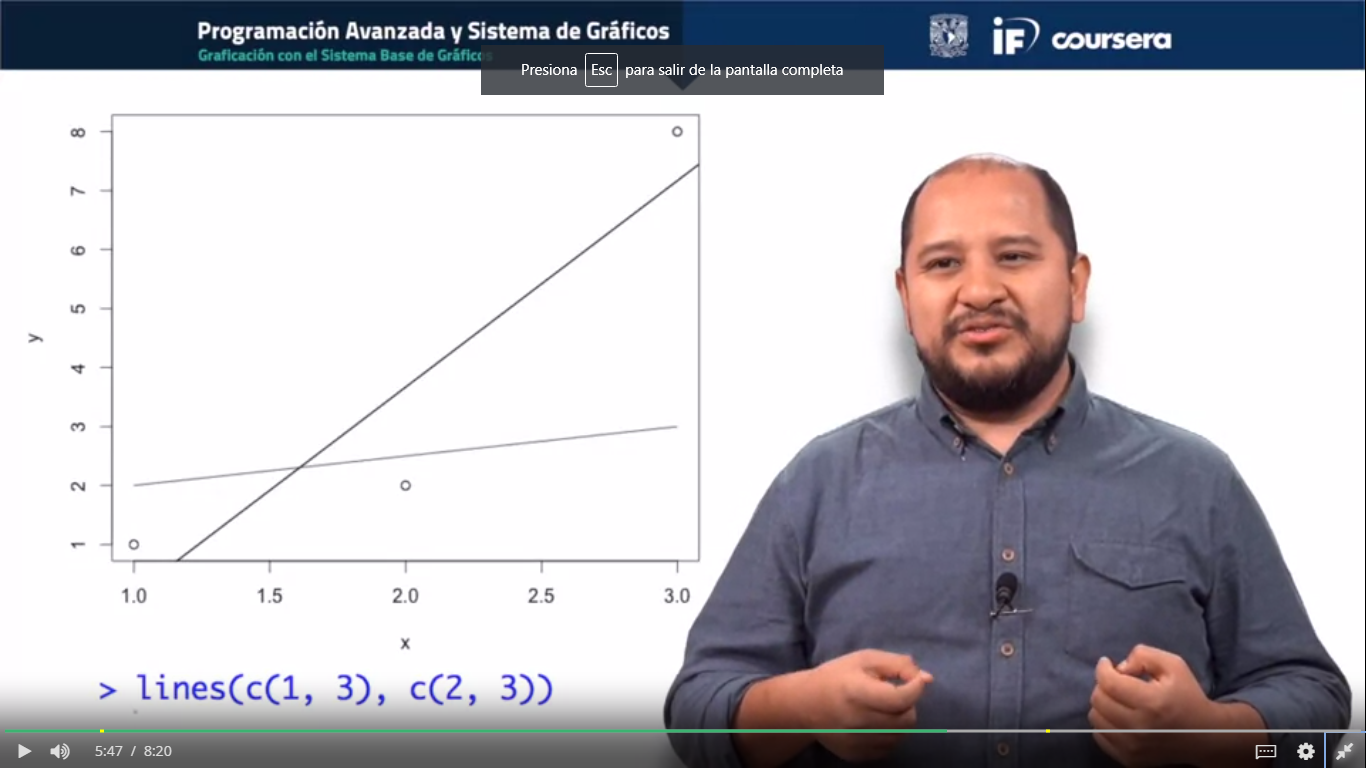 Programación Avanzada y Sistema de Gráficos
Graficación con el Sistema Base de Gráficos
iF coursera
Presiona Esc para salir de la pantalla completa
8
7
6
5
4
3
2
1
y
1.0 1.5 2.0 2.5 3.0
x
> lines(c(1, 3), c(2, 3))
5:47 / 8:20